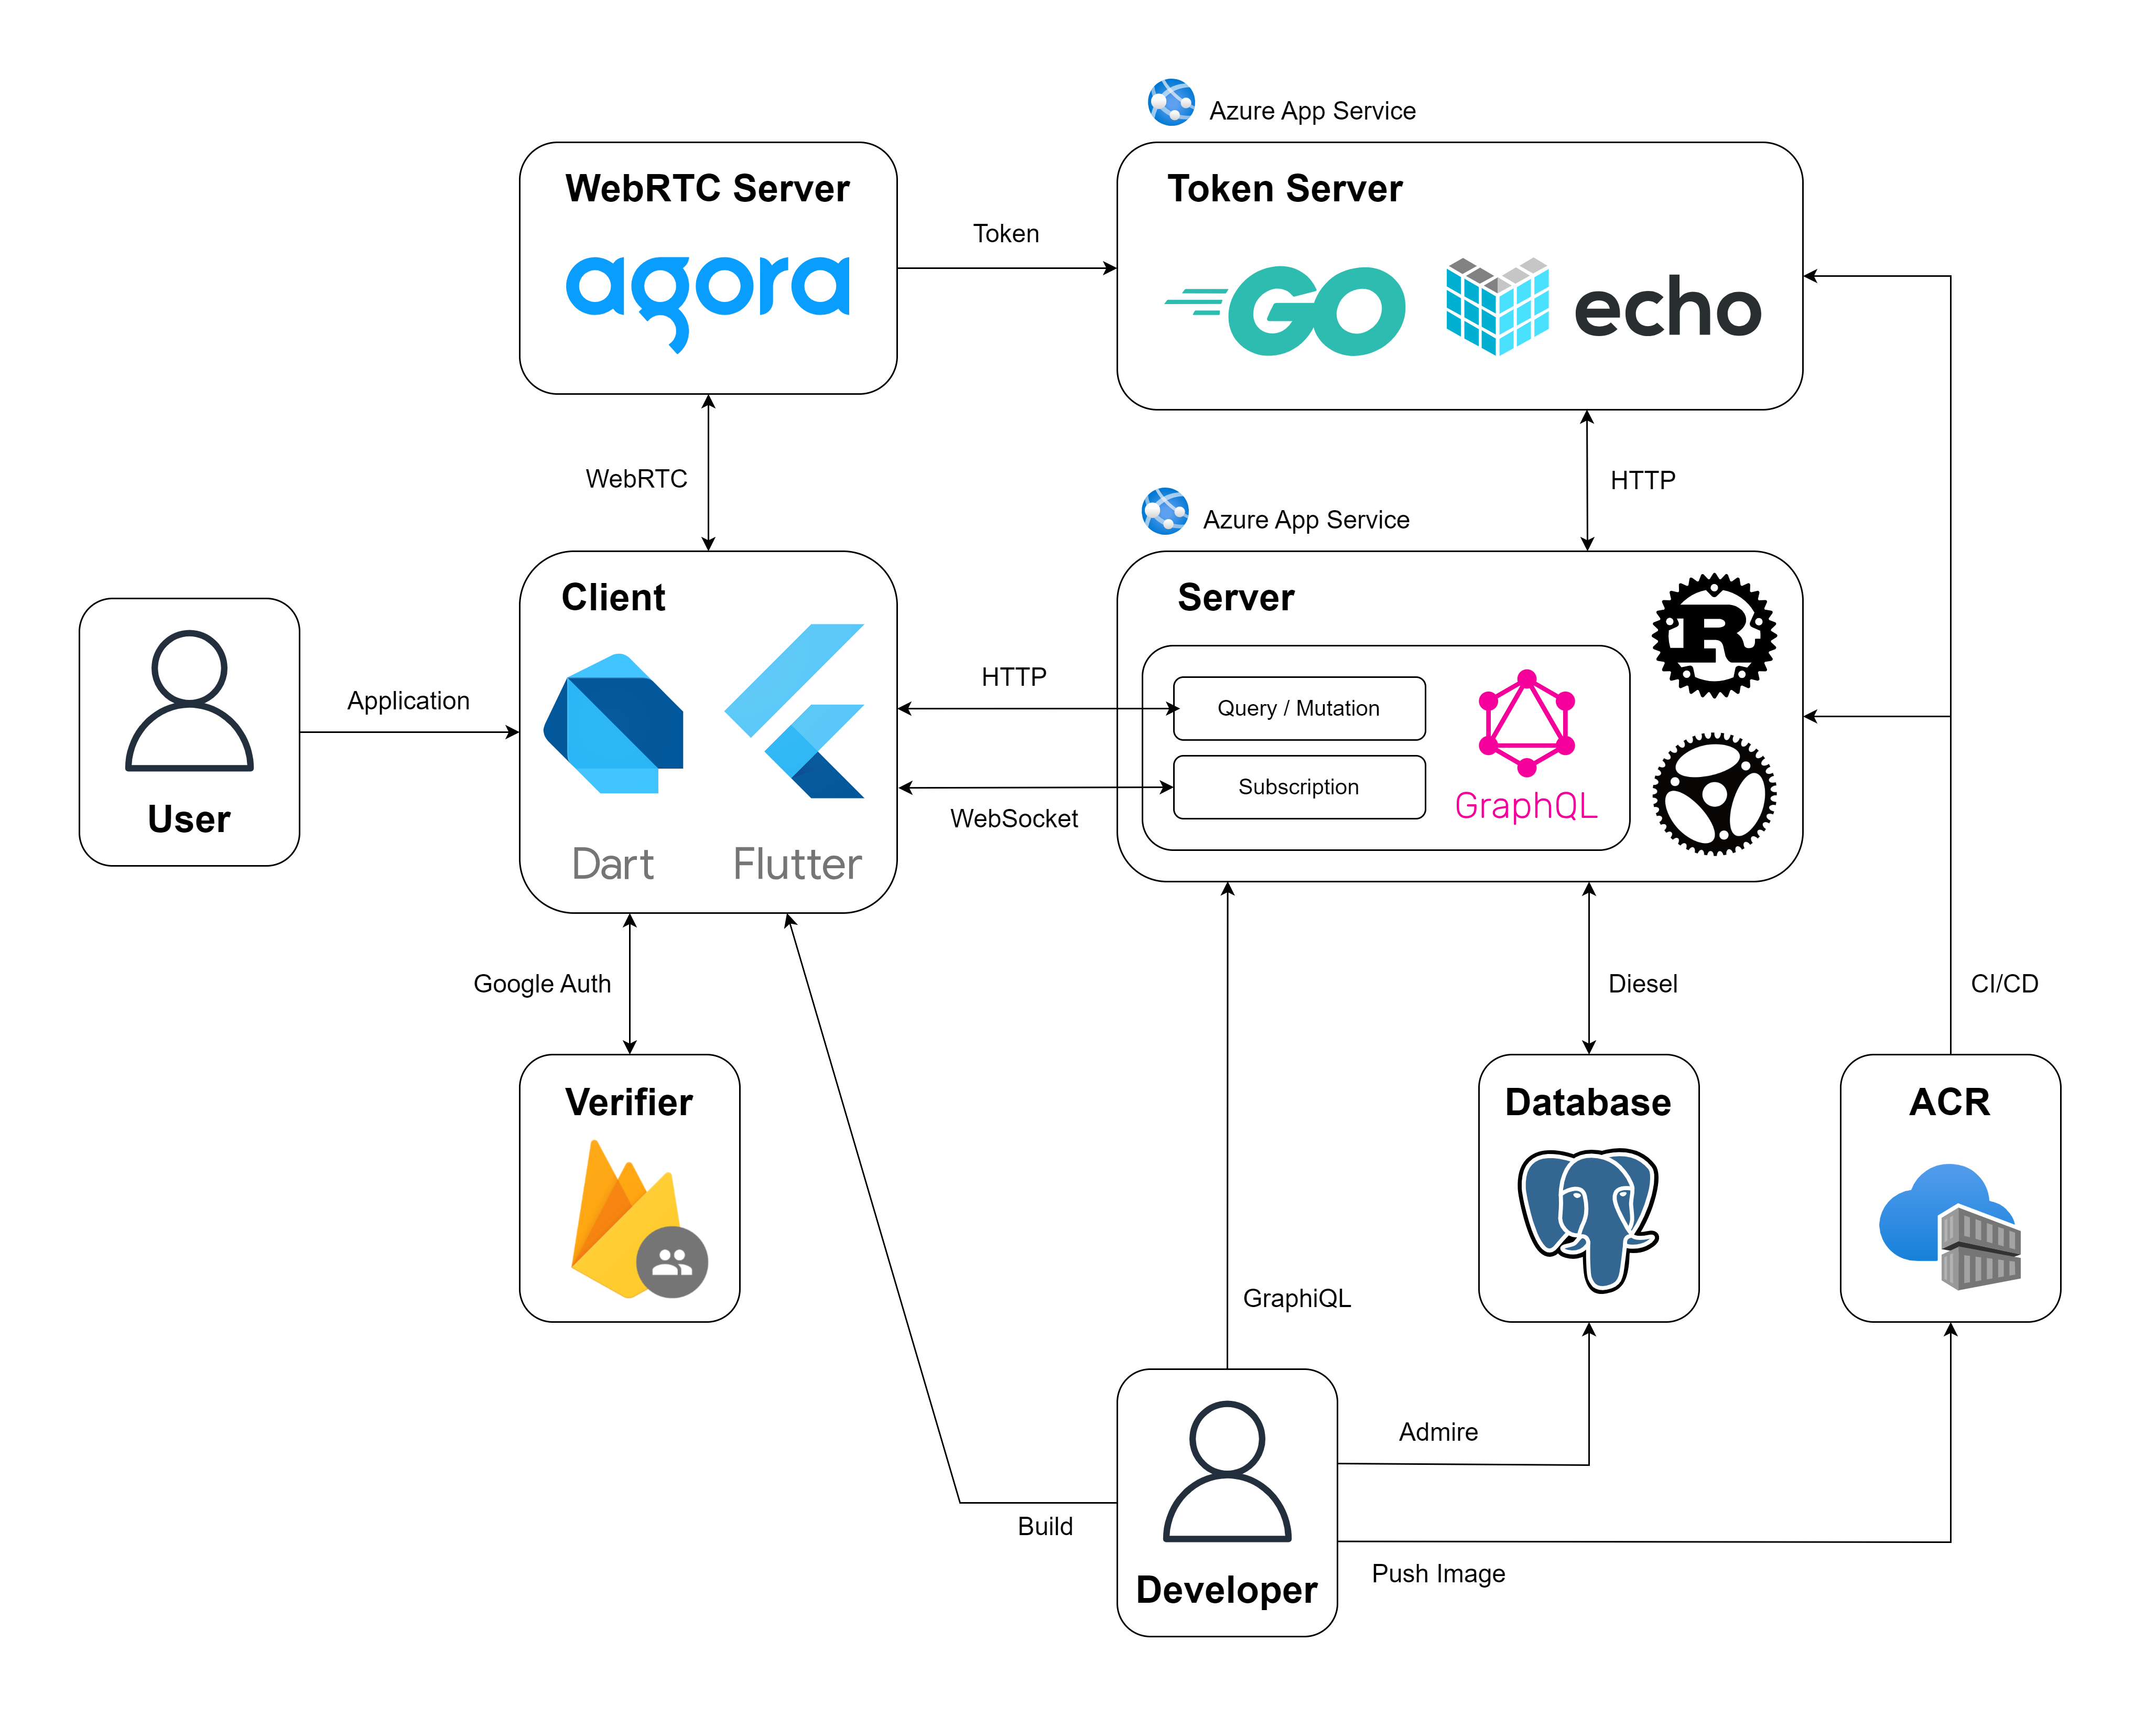 Azure App Service
WebRTC Server
agora
Token
Token Server
GO
echo
WebRTC
HTTP
Azure App Service
User
Application
Client
Dart
Flutter
HTTP
WebSocket
Server
Query / Mutation
Subscription
GraphQL
R
Google Auth
Diesel
CI/CD
Verifier
Database
ACR
GraphiQL
Admire
Build
Push Image
Developer